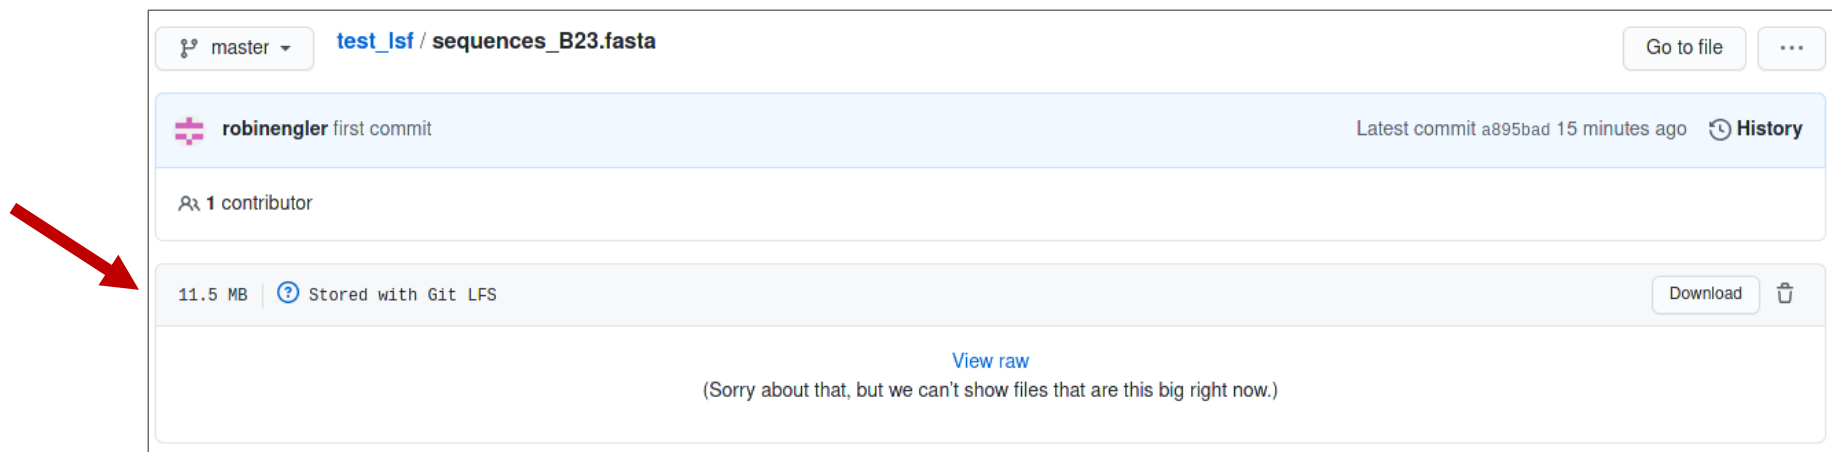 master
test_lsf / sequences_B23.fasta
Go to file
...
robinengler first commit
Latest commit a895bad 15 minutes ago
History
1 contributor
11.5 MB
? Stored with Git LFS
Download
View raw
(Sorry about that, but we can't show files that are this big right now.)